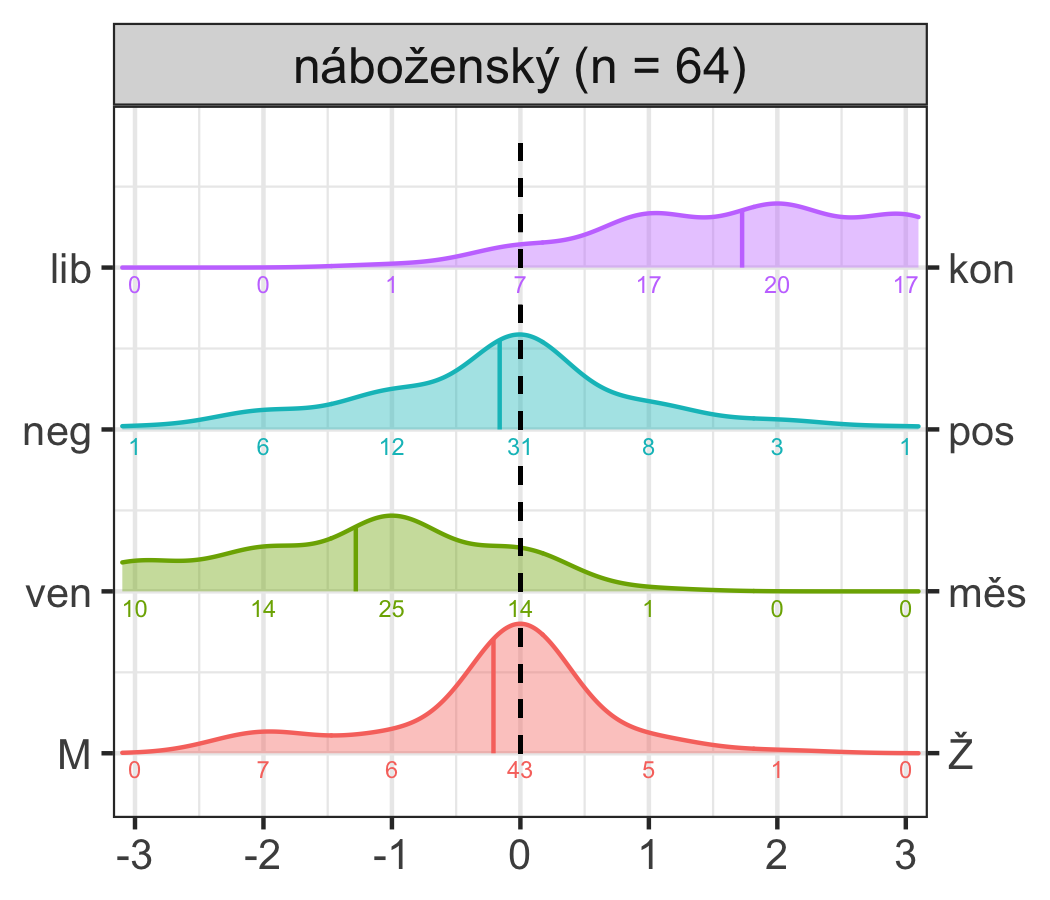 náboženský (n = 64)
lib kon
0 0 1 7 17 20 17
neg pos
1 6 12 31 8 3 1
ven měs
10 14 25 14 1 0 0
M Ž
0 7 6 43 5 1 0
-3 -2 -1 0 1 2 3